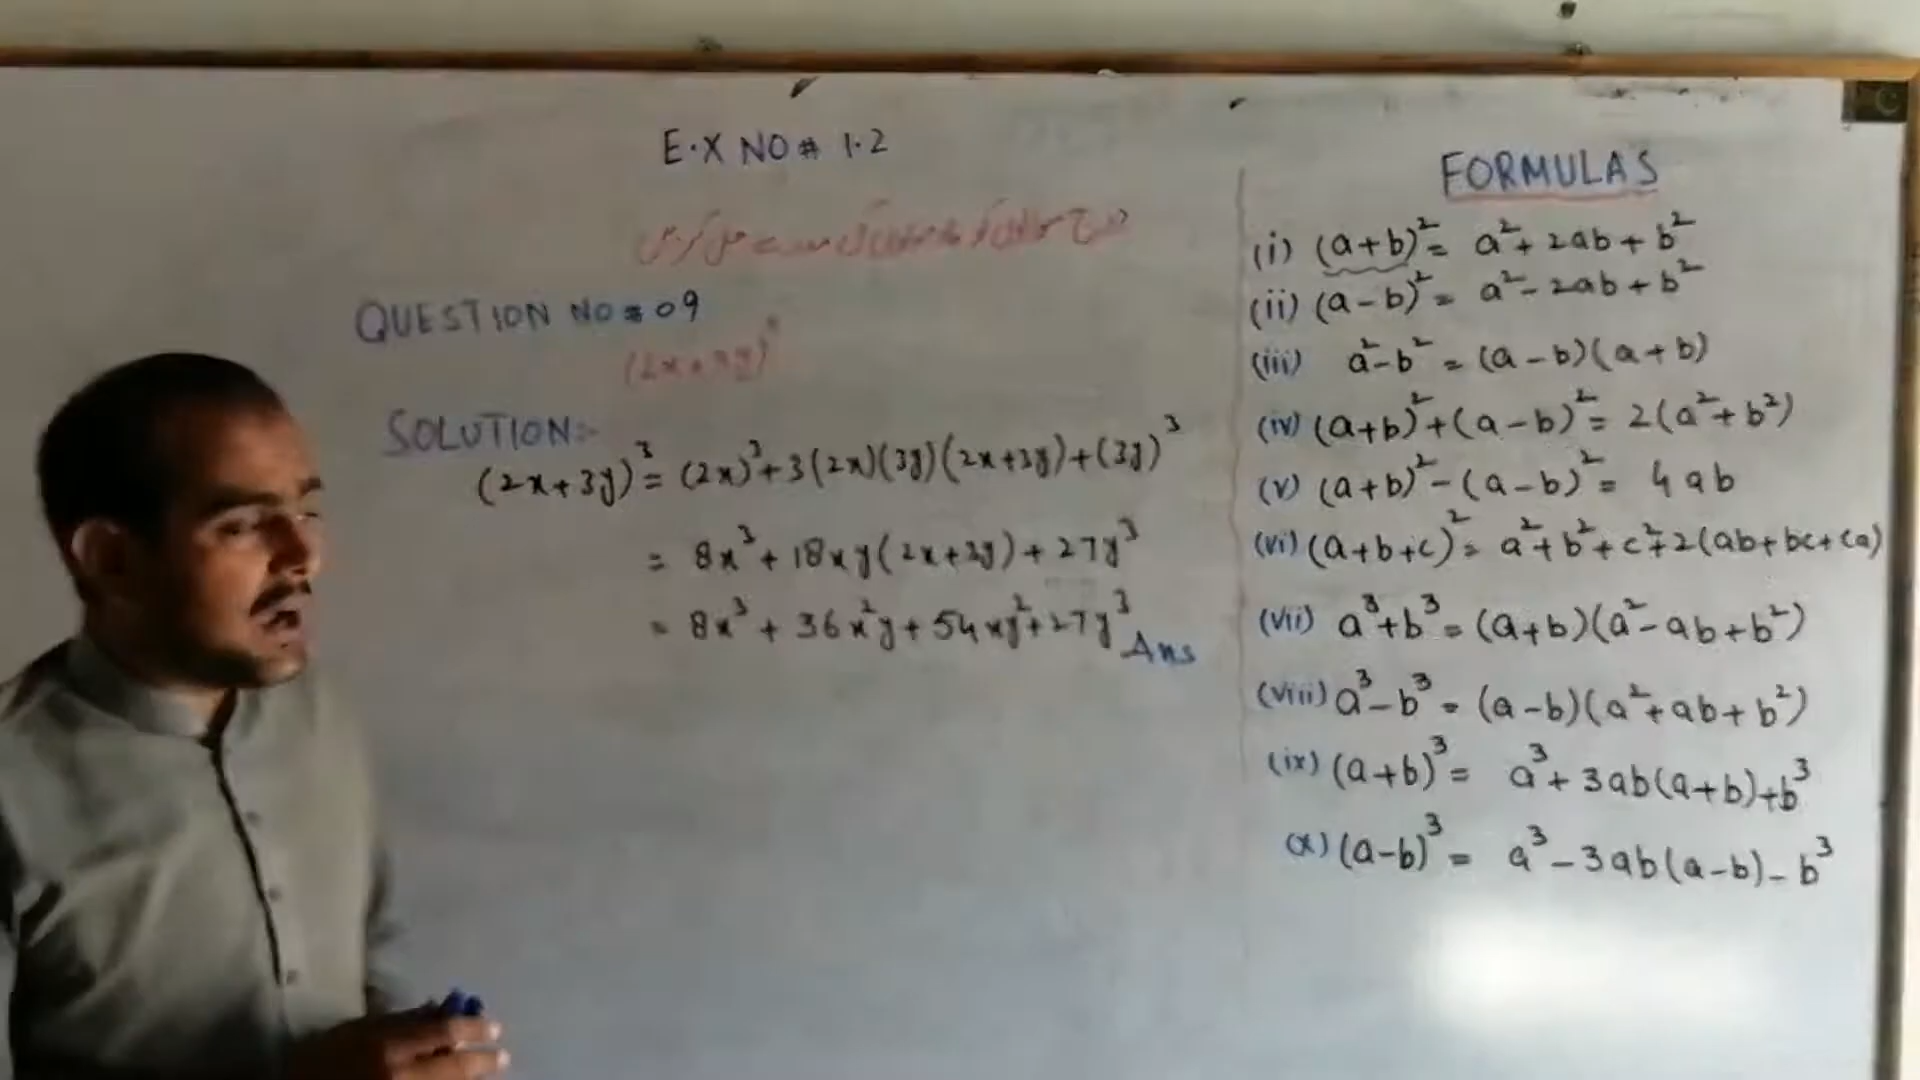 E.X NO # 1.2
QUESTION NO # 09
(2x+3y)³
SOLUTION:-
(2x+3y)³ = (2x)³+3(2x)(3y)(2x+3y)+(3y)³
= 8x³+18xy(2x+3y)+27y³
= 8x³+36x²y+54xy²+27y³ Ans
FORMULAS
(i) (a+b)² = a²+2ab+b²
(ii) (a-b)² = a²-2ab+b²
(iii) a²-b² = (a-b)(a+b)
(iv) (a+b)²+(a-b)² = 2(a²+b²)
(v) (a+b)²-(a-b)² = 4ab
(vi) (a+b+c)² = a²+b²+c²+2(ab+bc+ca)
(vii) a³+b³ = (a+b)(a²-ab+b²)
(viii) a³-b³ = (a-b)(a²+ab+b²)
(ix) (a+b)³ = a³+3ab(a+b)+b³
(x) (a-b)³ = a³-3ab(a-b)-b³